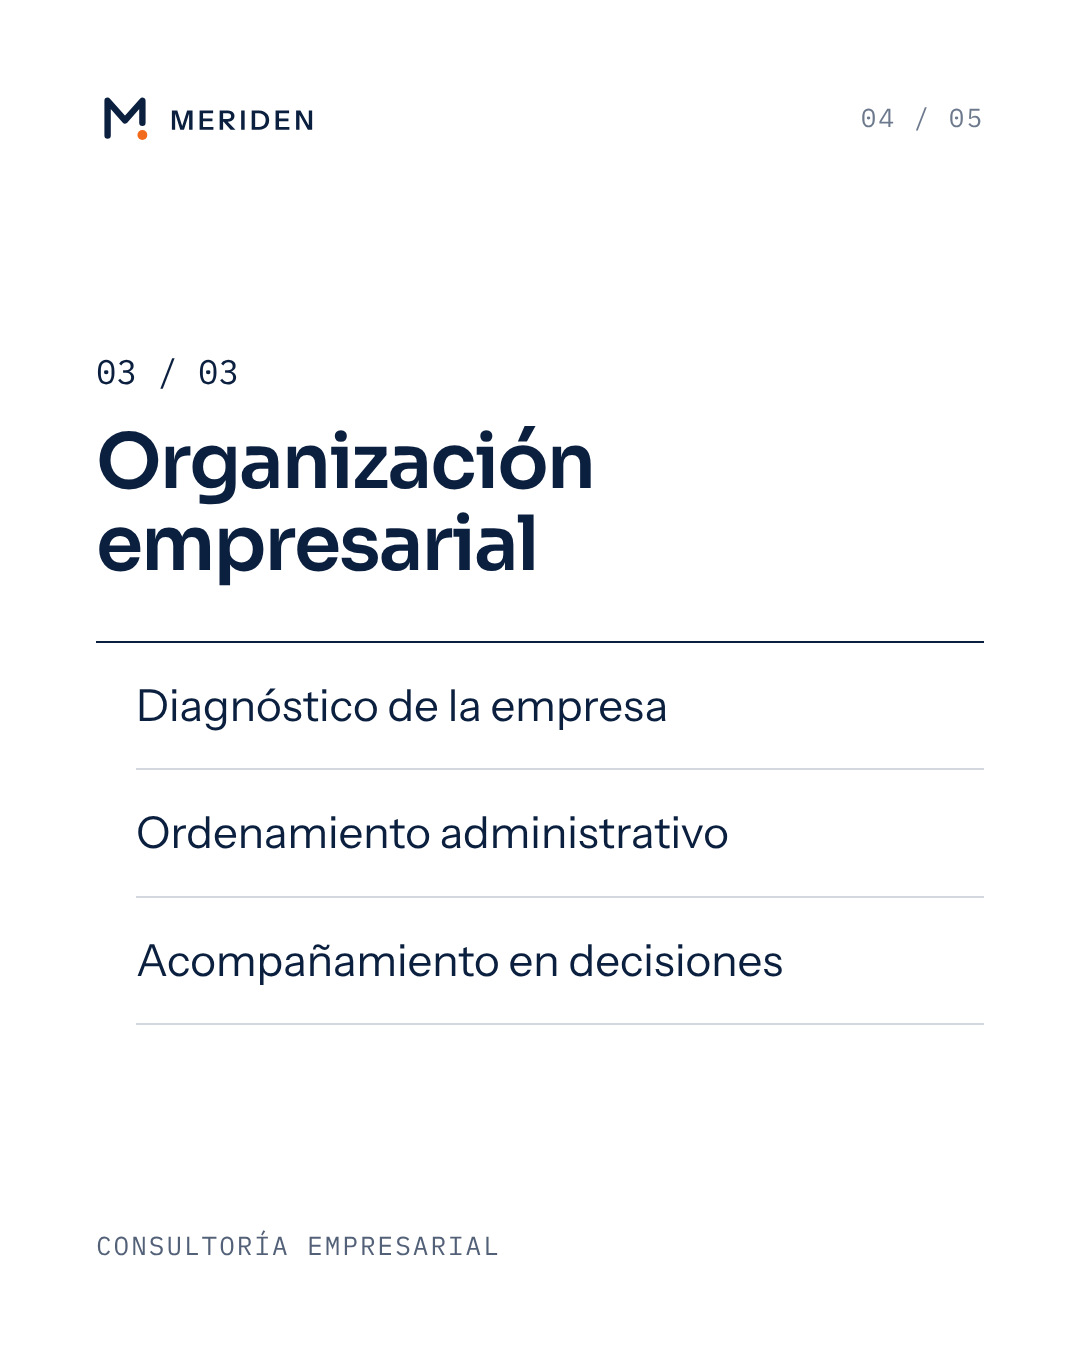 MERIDEN
04 / 05
03 / 03
Organización
empresarial
Diagnóstico de la empresa
Ordenamiento administrativo
Acompañamiento en decisiones
CONSULTORÍA EMPRESARIAL